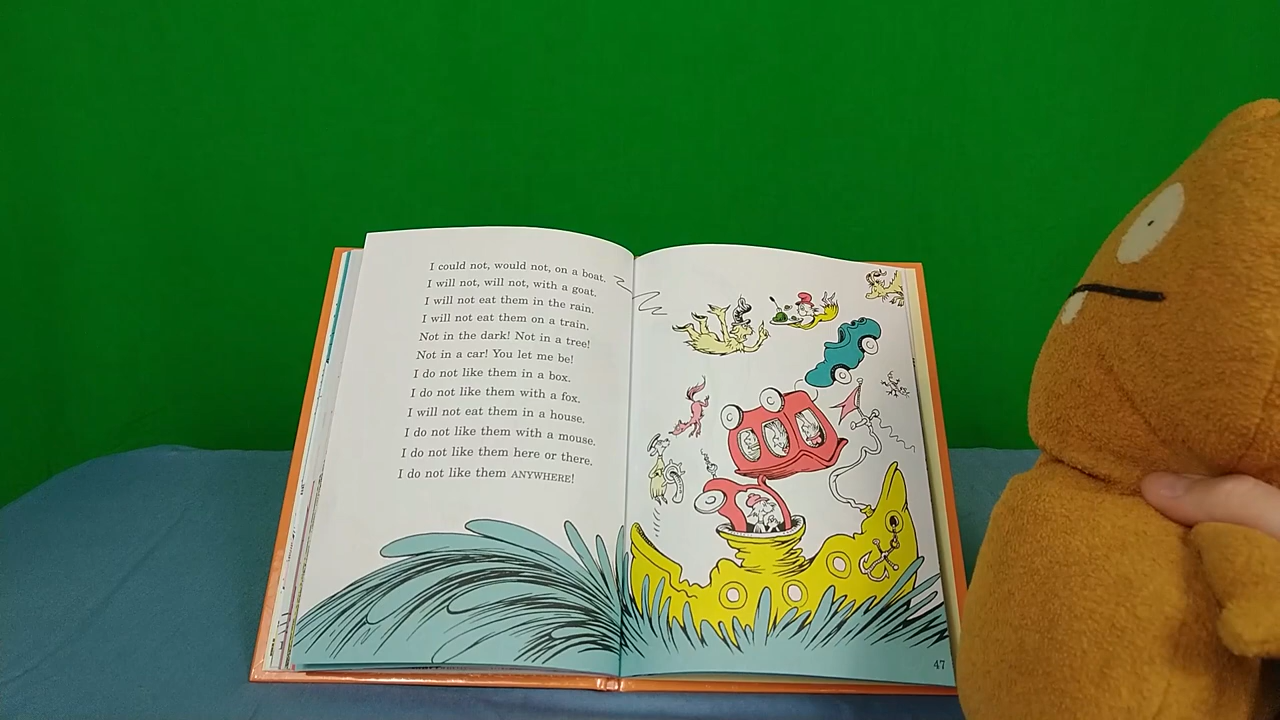 I could not, would not, on a boat.
I will not, will not, with a goat.
I will not eat them in the rain.
I will not eat them on a train.
Not in the dark! Not in a tree!
Not in a car! You let me be!
I do not like them in a box.
I do not like them with a fox.
I will not eat them in a house.
I do not like them with a mouse.
I do not like them here or there.
I do not like them ANYWHERE!
47